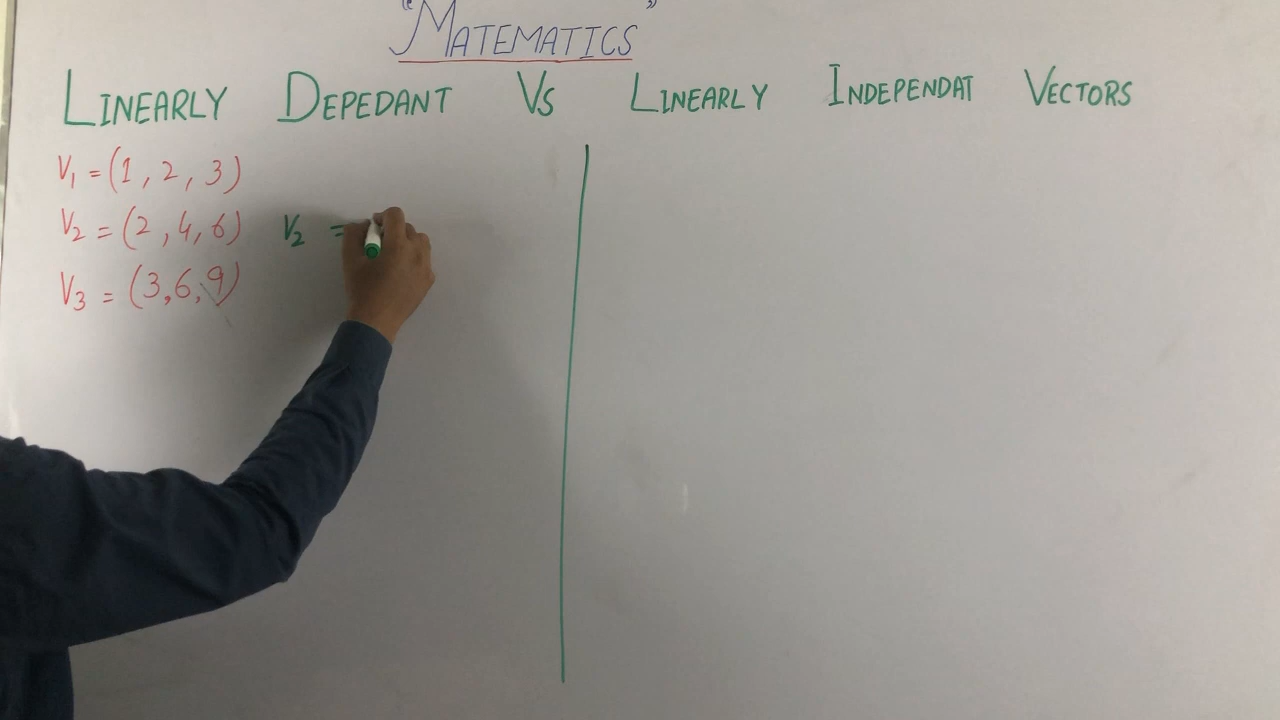 "MATEMATICS"
LINEARLY DEPEDANT VS LINEARLY INDEPENDAT VECTORS
V₁ = (1, 2, 3)
V₂ = (2, 4, 6) V₂ =
V₃ = (3, 6, 9)